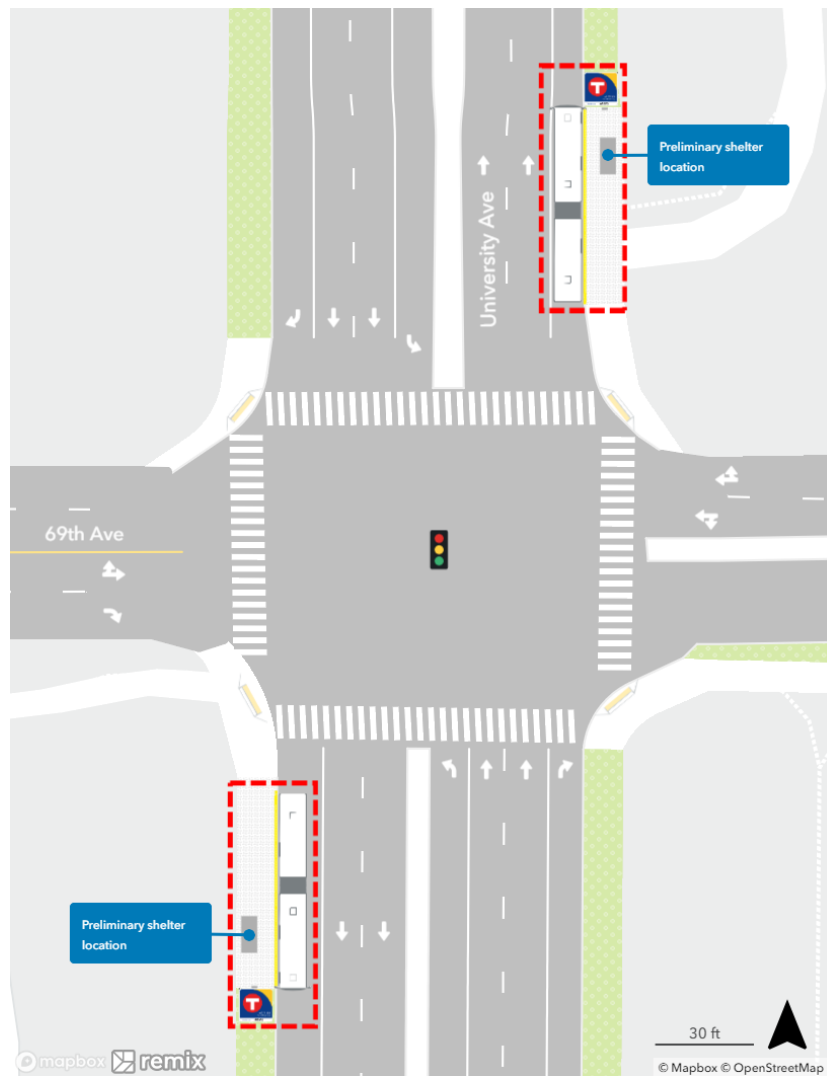 Preliminary shelter
location
University Ave
69th Ave
Preliminary shelter
location
30 ft
mapbox remix
© Mapbox © OpenStreetMap